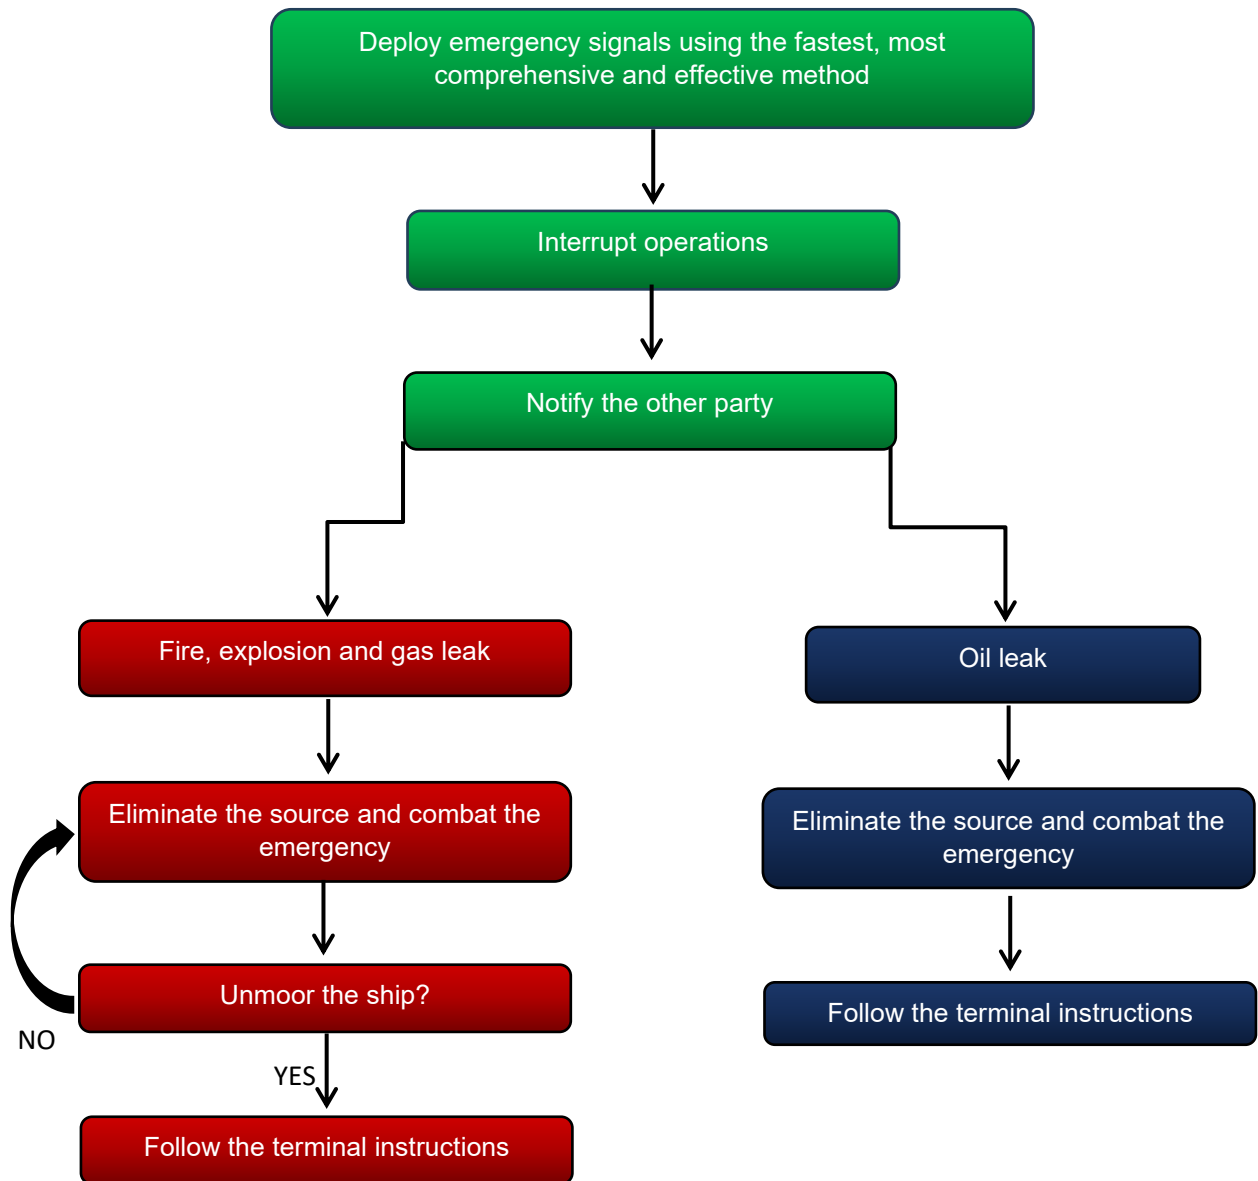 Deploy emergency signals using the fastest, most
comprehensive and effective method
Interrupt operations
Notify the other party
Fire, explosion and gas leak
Oil leak
Eliminate the source and combat the
emergency
Eliminate the source and combat the
emergency
Unmoor the ship?
Follow the terminal instructions
NO
YES
Follow the terminal instructions